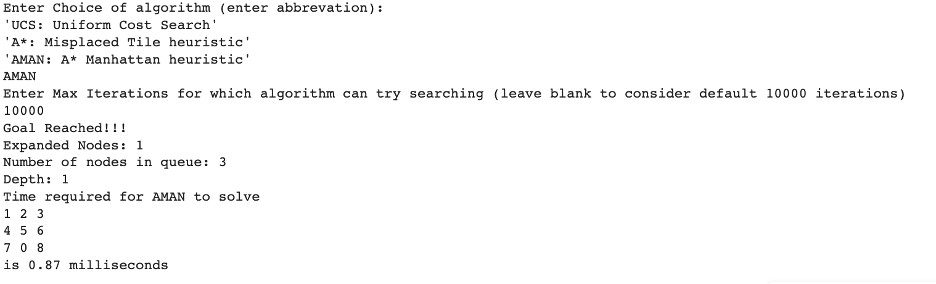 Enter Choice of algorithm (enter abbrevation):
'UCS: Uniform Cost Search'
'A*: Misplaced Tile heuristic'
'AMAN: A* Manhattan heuristic'
AMAN
Enter Max Iterations for which algorithm can try searching (leave blank to consider default 10000 iterations)
10000
Goal Reached!!!
Expanded Nodes: 1
Number of nodes in queue: 3
Depth: 1
Time required for AMAN to solve
1 2 3
4 5 6
7 0 8
is 0.87 milliseconds